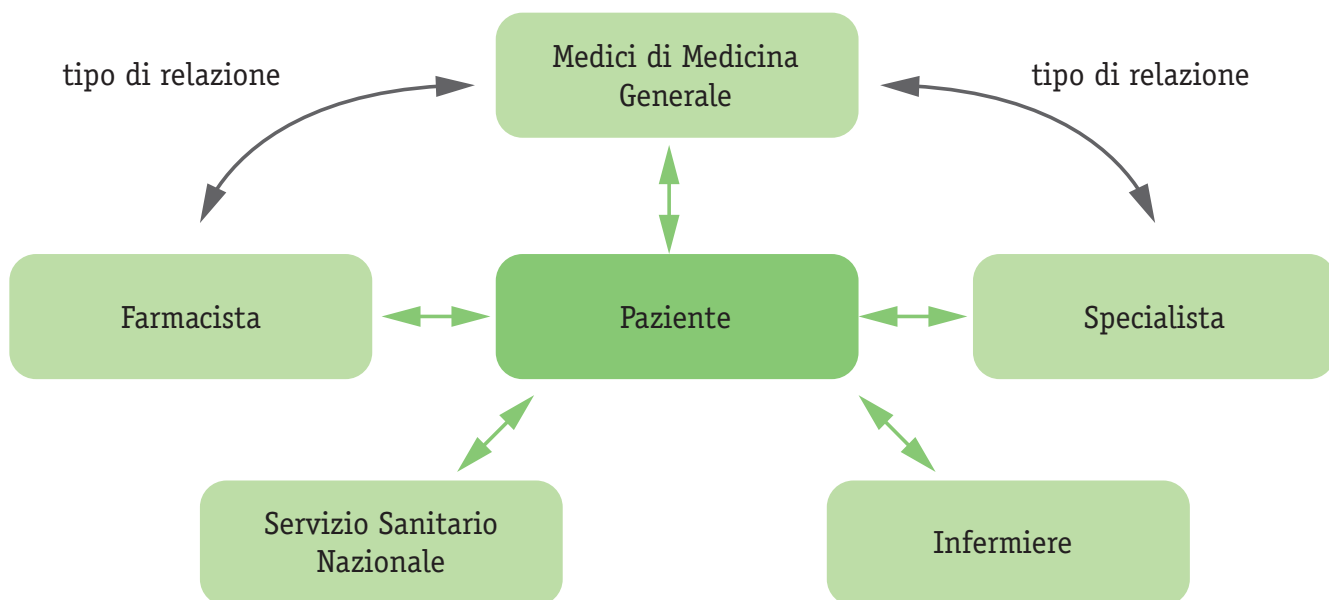 Medici di Medicina
Generale
tipo di relazione
tipo di relazione
Farmacista
Paziente
Specialista
Servizio Sanitario
Nazionale
Infermiere